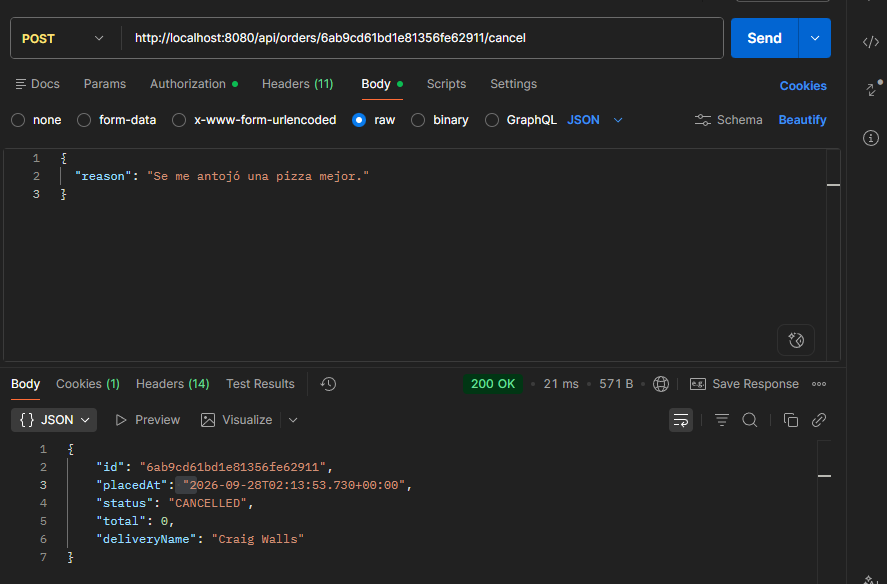 POST http://localhost:8080/api/orders/6ab9cd61bd1e81356fe62911/cancel Send
Docs Params Authorization Headers (11) Body Scripts Settings Cookies
none form-data x-www-form-urlencoded raw binary GraphQL JSON Schema Beautify
1 {
2 "reason": "Se me antojó una pizza mejor."
3 }
Body Cookies (1) Headers (14) Test Results 200 OK 21 ms 571 B e.g. Save Response
{} JSON Preview Visualize
1 {
2 "id": "6ab9cd61bd1e81356fe62911",
3 "placedAt": "2026-09-28T02:13:53.730+00:00",
4 "status": "CANCELLED",
5 "total": 0,
6 "deliveryName": "Craig Walls"
7 }